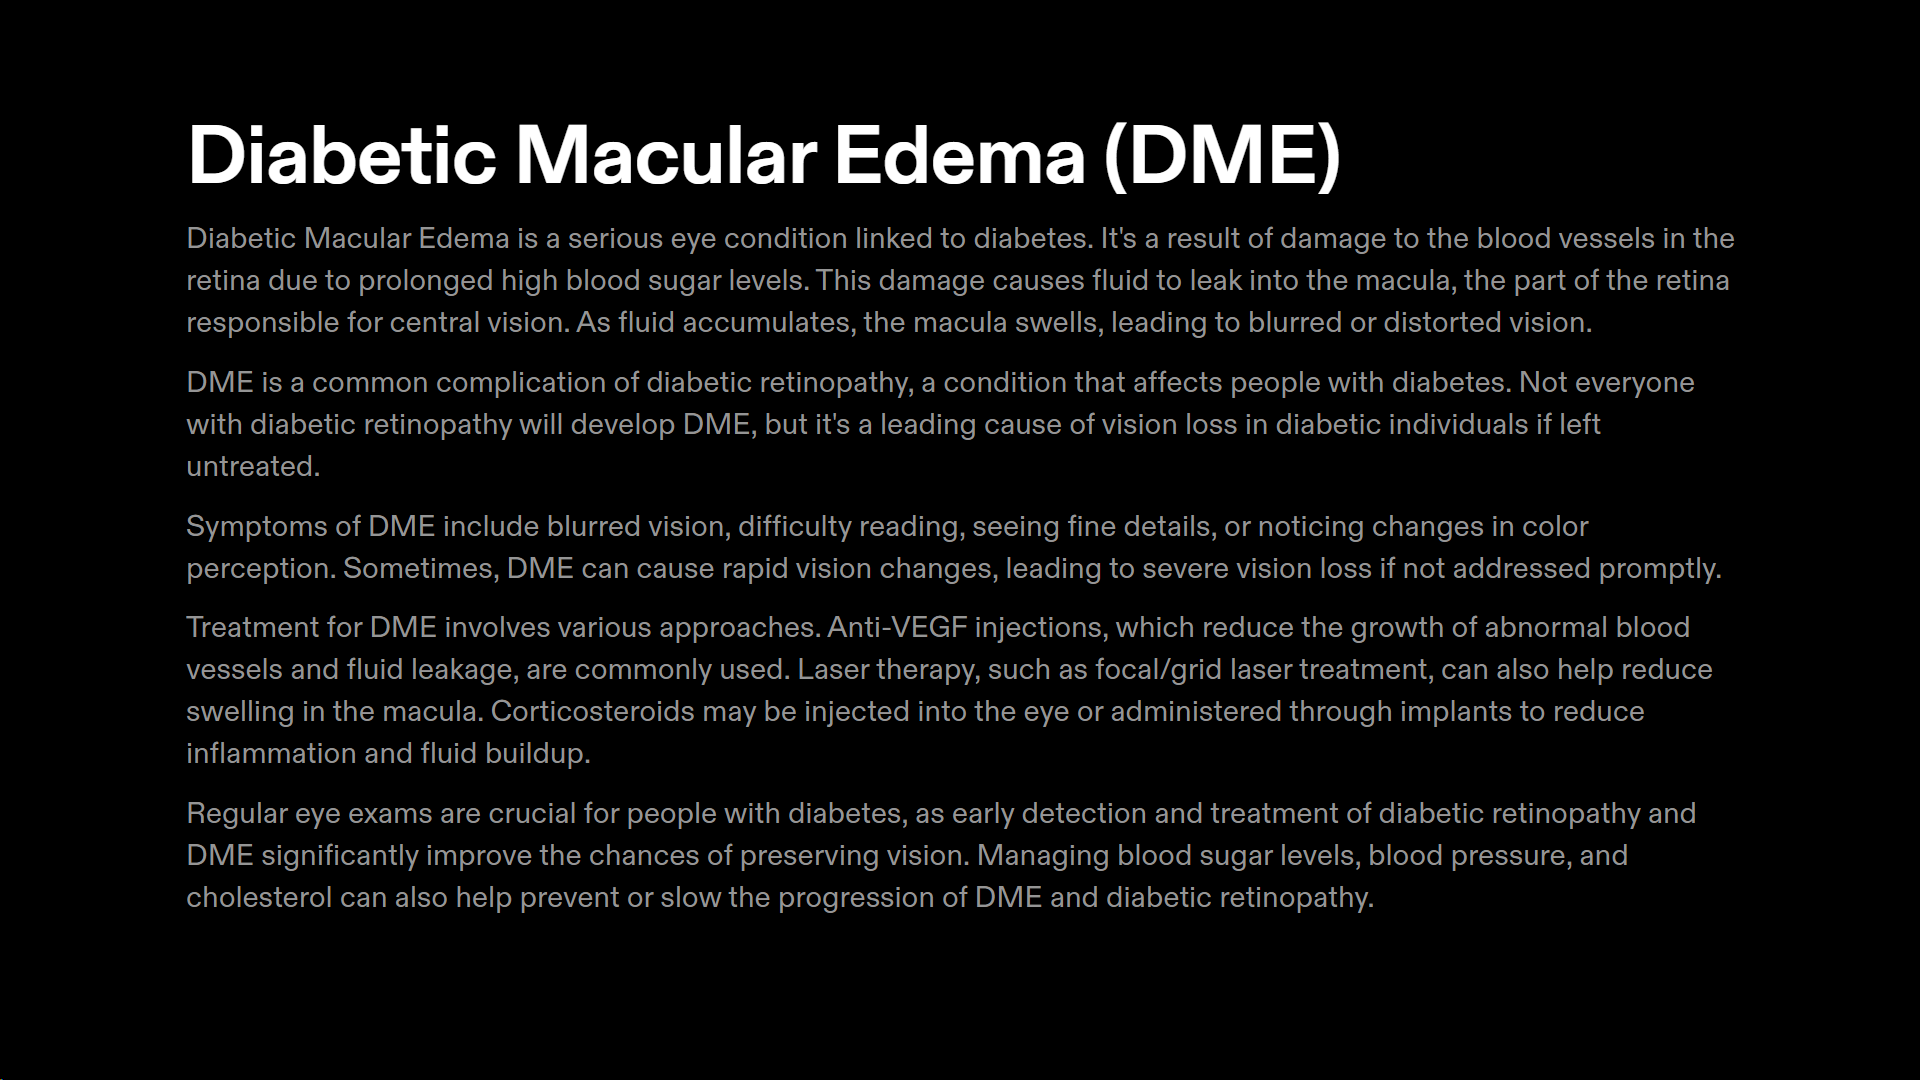 Diabetic Macular Edema (DME)
Diabetic Macular Edema is a serious eye condition linked to diabetes. It's a result of damage to the blood vessels in the
retina due to prolonged high blood sugar levels. This damage causes fluid to leak into the macula, the part of the retina
responsible for central vision. As fluid accumulates, the macula swells, leading to blurred or distorted vision.
DME is a common complication of diabetic retinopathy, a condition that affects people with diabetes. Not everyone
with diabetic retinopathy will develop DME, but it's a leading cause of vision loss in diabetic individuals if left
untreated.
Symptoms of DME include blurred vision, difficulty reading, seeing fine details, or noticing changes in color
perception. Sometimes, DME can cause rapid vision changes, leading to severe vision loss if not addressed promptly.
Treatment for DME involves various approaches. Anti-VEGF injections, which reduce the growth of abnormal blood
vessels and fluid leakage, are commonly used. Laser therapy, such as focal/grid laser treatment, can also help reduce
swelling in the macula. Corticosteroids may be injected into the eye or administered through implants to reduce
inflammation and fluid buildup.
Regular eye exams are crucial for people with diabetes, as early detection and treatment of diabetic retinopathy and
DME significantly improve the chances of preserving vision. Managing blood sugar levels, blood pressure, and
cholesterol can also help prevent or slow the progression of DME and diabetic retinopathy.